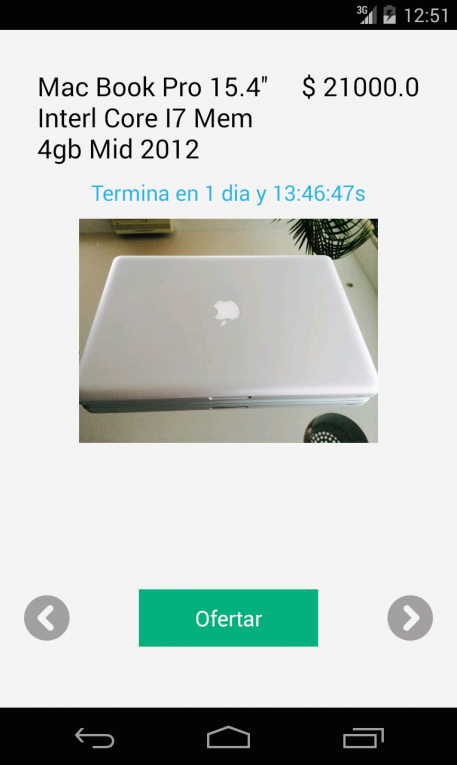 3G 12:51
Mac Book Pro 15.4" $ 21000.0
Interl Core I7 Mem
4gb Mid 2012
Termina en 1 dia y 13:46:47s
Ofertar